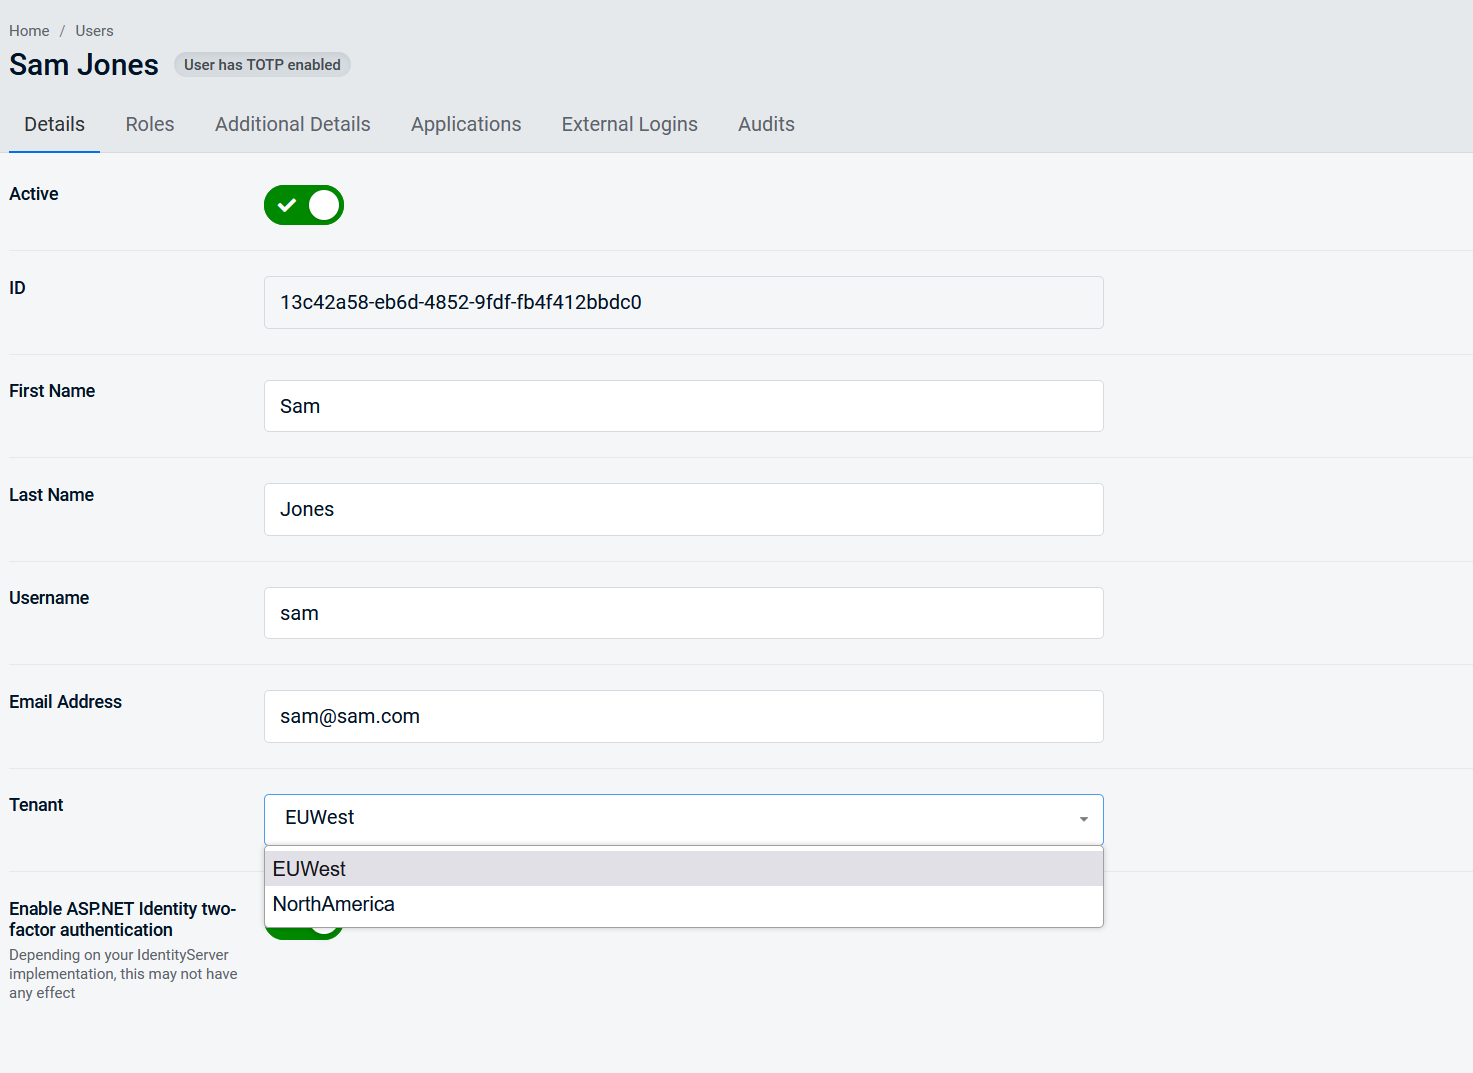 Home / Users
Sam Jones User has TOTP enabled
Details Roles Additional Details Applications External Logins Audits
Active
ID 13c42a58-eb6d-4852-9fdf-fb4f412bbdc0
First Name Sam
Last Name Jones
Username sam
Email Address sam@sam.com
Tenant EUWest
EUWest
NorthAmerica
Enable ASP.NET Identity two-
factor authentication
Depending on your IdentityServer
implementation, this may not have
any effect